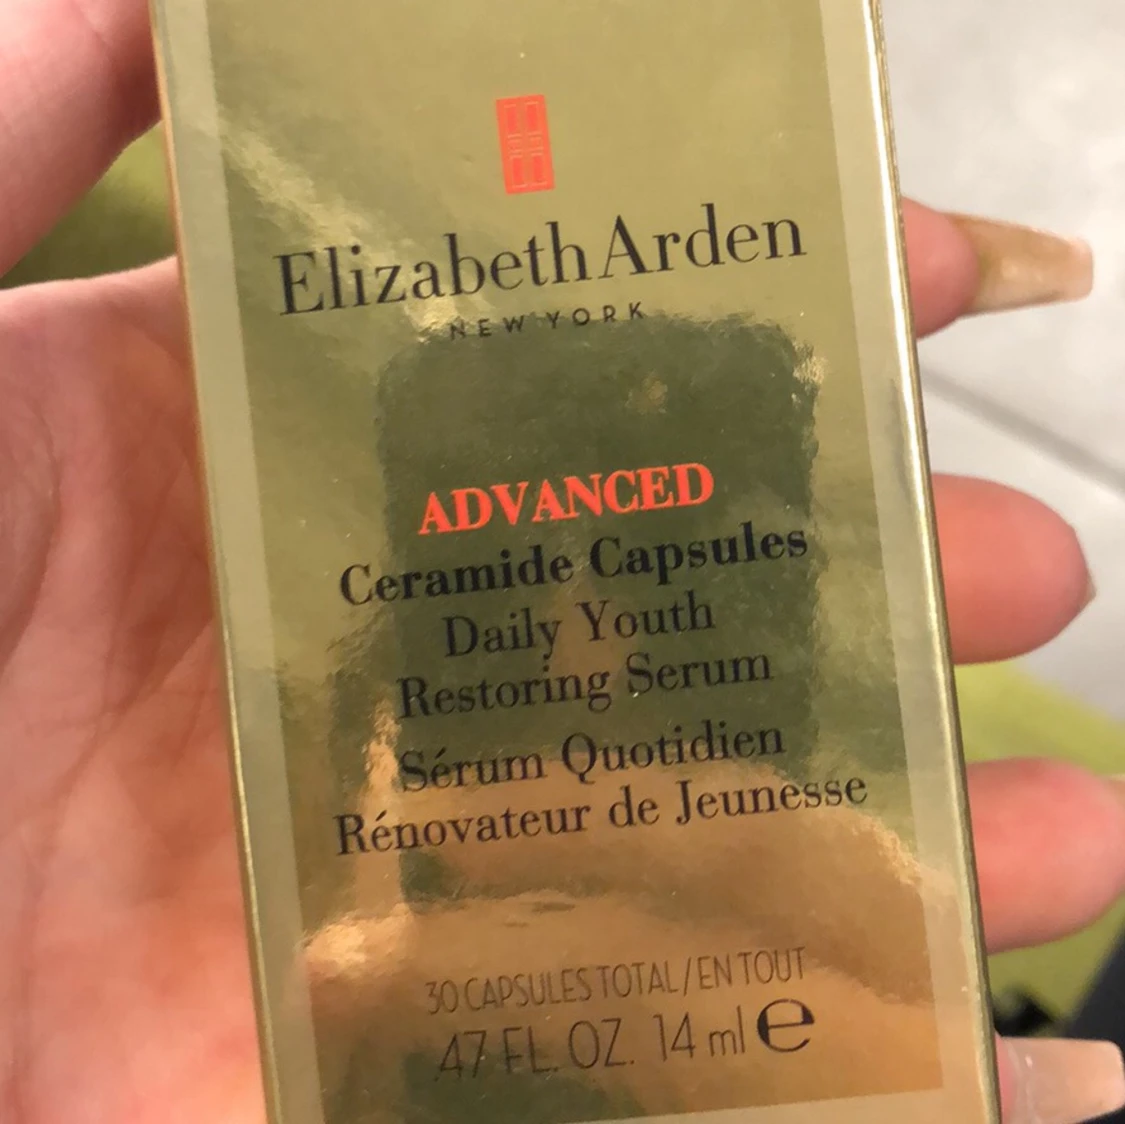 Elizabeth Arden
NEW YORK
ADVANCED
Ceramide Capsules
Daily Youth
Restoring Serum
Sérum Quotidien
Rénovateur de Jeunesse
30 CAPSULES TOTAL/EN TOUT
.47 FL. OZ. 14 ml ℮